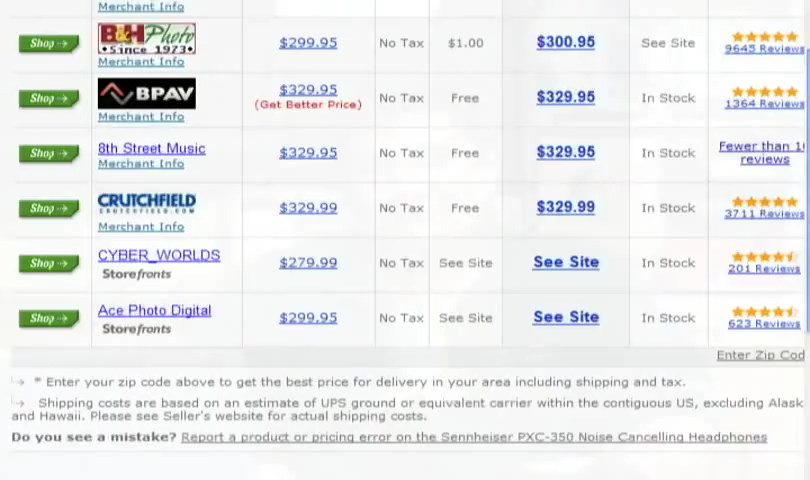 Merchant Info
Shop
B&H Photo
•Since 1973•
Merchant Info
$299.95
No Tax
$1.00
$300.95
See Site
9645 Reviews
Shop
BPAV
Merchant Info
$329.95
(Get Better Price)
No Tax
Free
$329.95
In Stock
1364 Reviews
Shop
8th Street Music
Merchant Info
$329.95
No Tax
Free
$329.95
In Stock
Fewer than 10
reviews
Shop
CRUTCHFIELD
CRUTCHFIELD.COM
Merchant Info
$329.99
No Tax
Free
$329.99
In Stock
3711 Reviews
Shop
CYBER_WORLDS
Storefronts
$279.99
No Tax
See Site
See Site
In Stock
201 Reviews
Shop
Ace Photo Digital
Storefronts
$299.95
No Tax
See Site
See Site
In Stock
623 Reviews
Enter Zip Cod
* Enter your zip code above to get the best price for delivery in your area including shipping and tax.
Shipping costs are based on an estimate of UPS ground or equivalent carrier within the contiguous US, excluding Alask
and Hawaii. Please see Seller's website for actual shipping costs.
Do you see a mistake? Report a product or pricing error on the Sennheiser PXC-350 Noise Cancelling Headphones